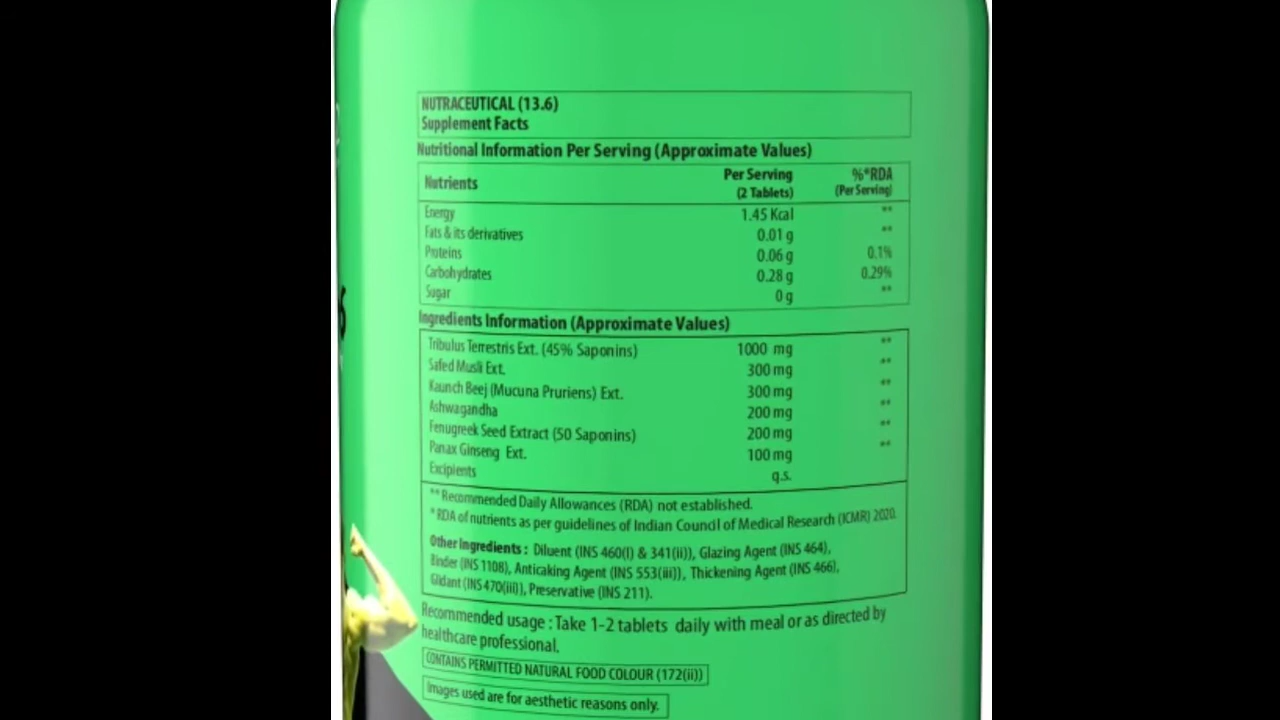 NUTRACEUTICAL (13.6)
Supplement Facts
Nutritional Information Per Serving (Approximate Values)
Nutrients Per Serving (2 Tablets) %*RDA (Per Serving)
Energy 1.45 Kcal **
Fats & its derivatives 0.01 g **
Proteins 0.06 g 0.1%
Carbohydrates 0.28 g 0.29%
Sugar 0 g **
Ingredients Information (Approximate Values)
Tribulus Terrestris Ext. (45% Saponins) 1000 mg **
Safed Musli Ext. 300 mg **
Kaunch Beej (Mucuna Pruriens) Ext. 300 mg **
Ashwagandha 200 mg **
Fenugreek Seed Extract (50 Saponins) 200 mg **
Panax Ginseng Ext. 100 mg **
Excipients q.s.
** Recommended Daily Allowances (RDA) not established.
* RDA of nutrients as per guidelines of Indian Council of Medical Research (ICMR) 2020.
Other Ingredients : Diluent (INS 460(I) & 341(ii)), Glazing Agent (INS 464),
Binder (INS 1108), Anticaking Agent (INS 553(iii)), Thickening Agent (INS 466),
Glidant (INS 470(iii)), Preservative (INS 211).
Recommended usage : Take 1-2 tablets daily with meal or as directed by
healthcare professional.
CONTAINS PERMITTED NATURAL FOOD COLOUR (172(ii))
Images used are for aesthetic reasons only.